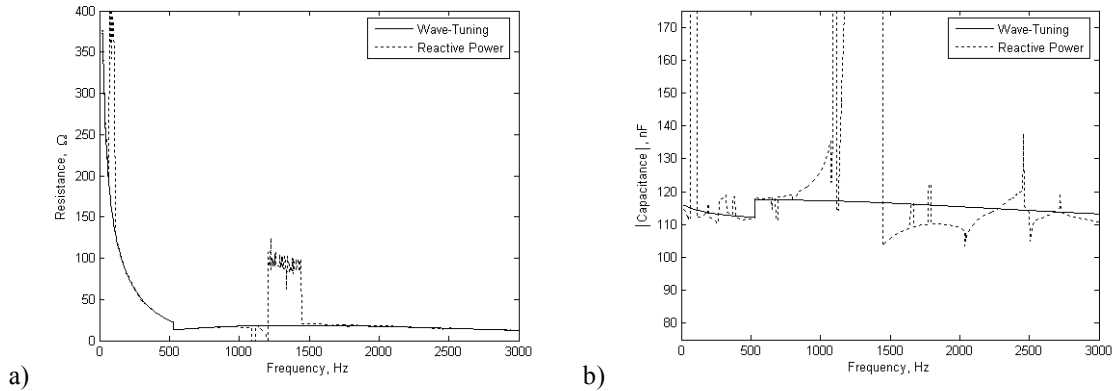 400
350
300
250
200
150
100
50
0
Resistance, Ω
0 500 1000 1500 2000 2500 3000
Frequency, Hz
Wave-Tuning
Reactive Power
a)
170
160
150
140
130
120
110
100
90
80
|Capacitance|, nF
0 500 1000 1500 2000 2500 3000
Frequency, Hz
Wave-Tuning
Reactive Power
b)